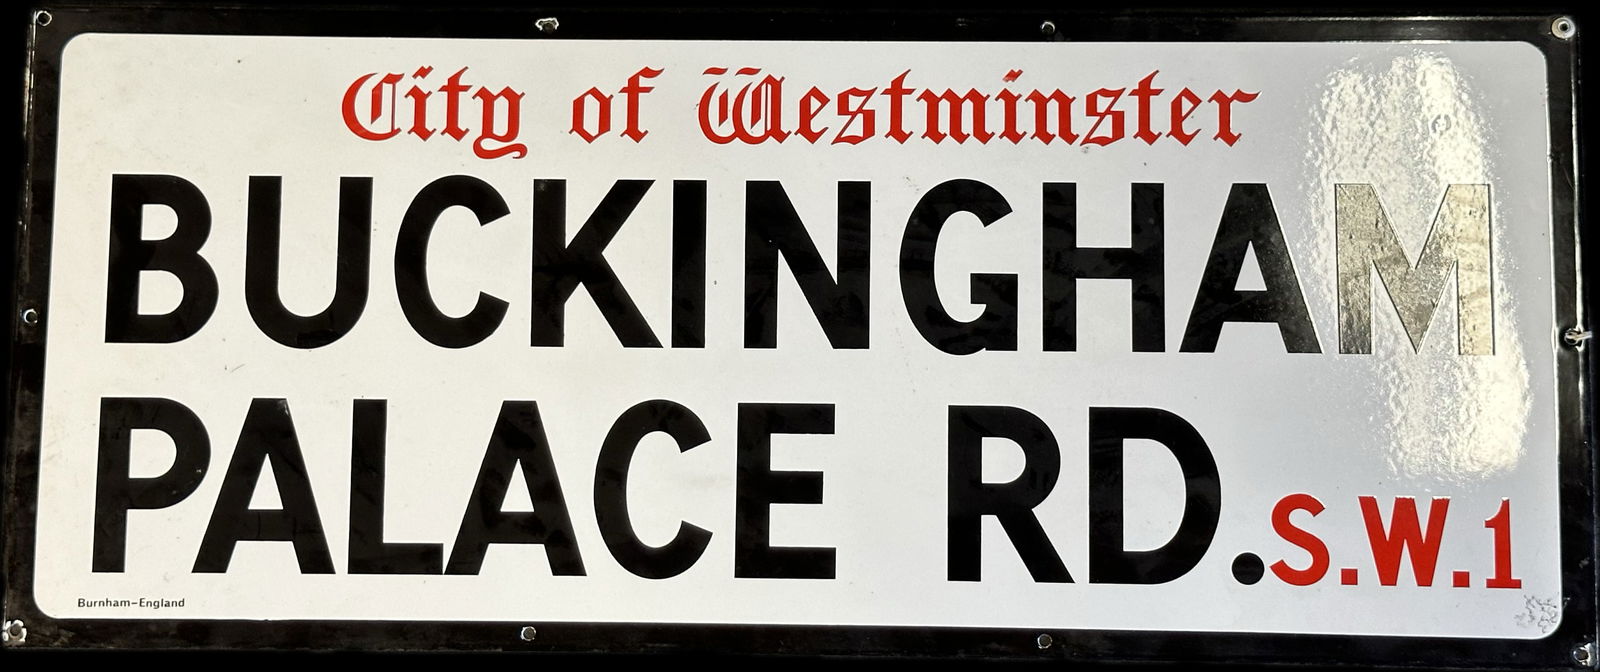 City of Westminster
BUCKINGHAM
PALACE RD. S.W.1
Burnham-England